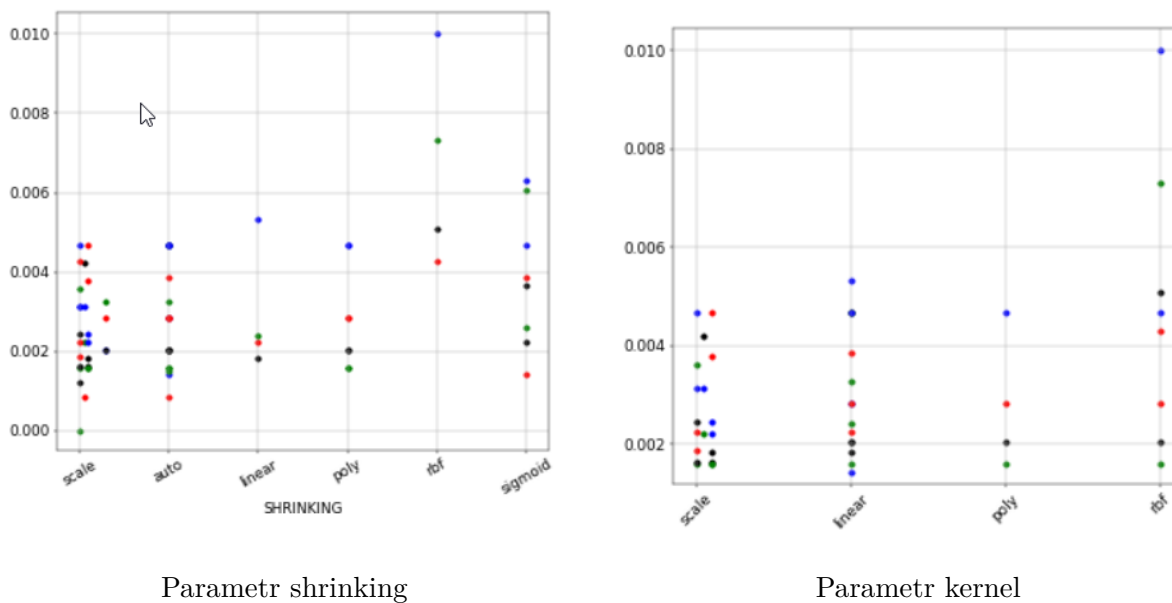 0.010
0.008
0.006
0.004
0.002
0.000
scale
auto
linear
poly
rbf
sigmoid
SHRINKING
Parametr shrinking
0.010
0.008
0.006
0.004
0.002
scale
linear
poly
rbf
Parametr kernel